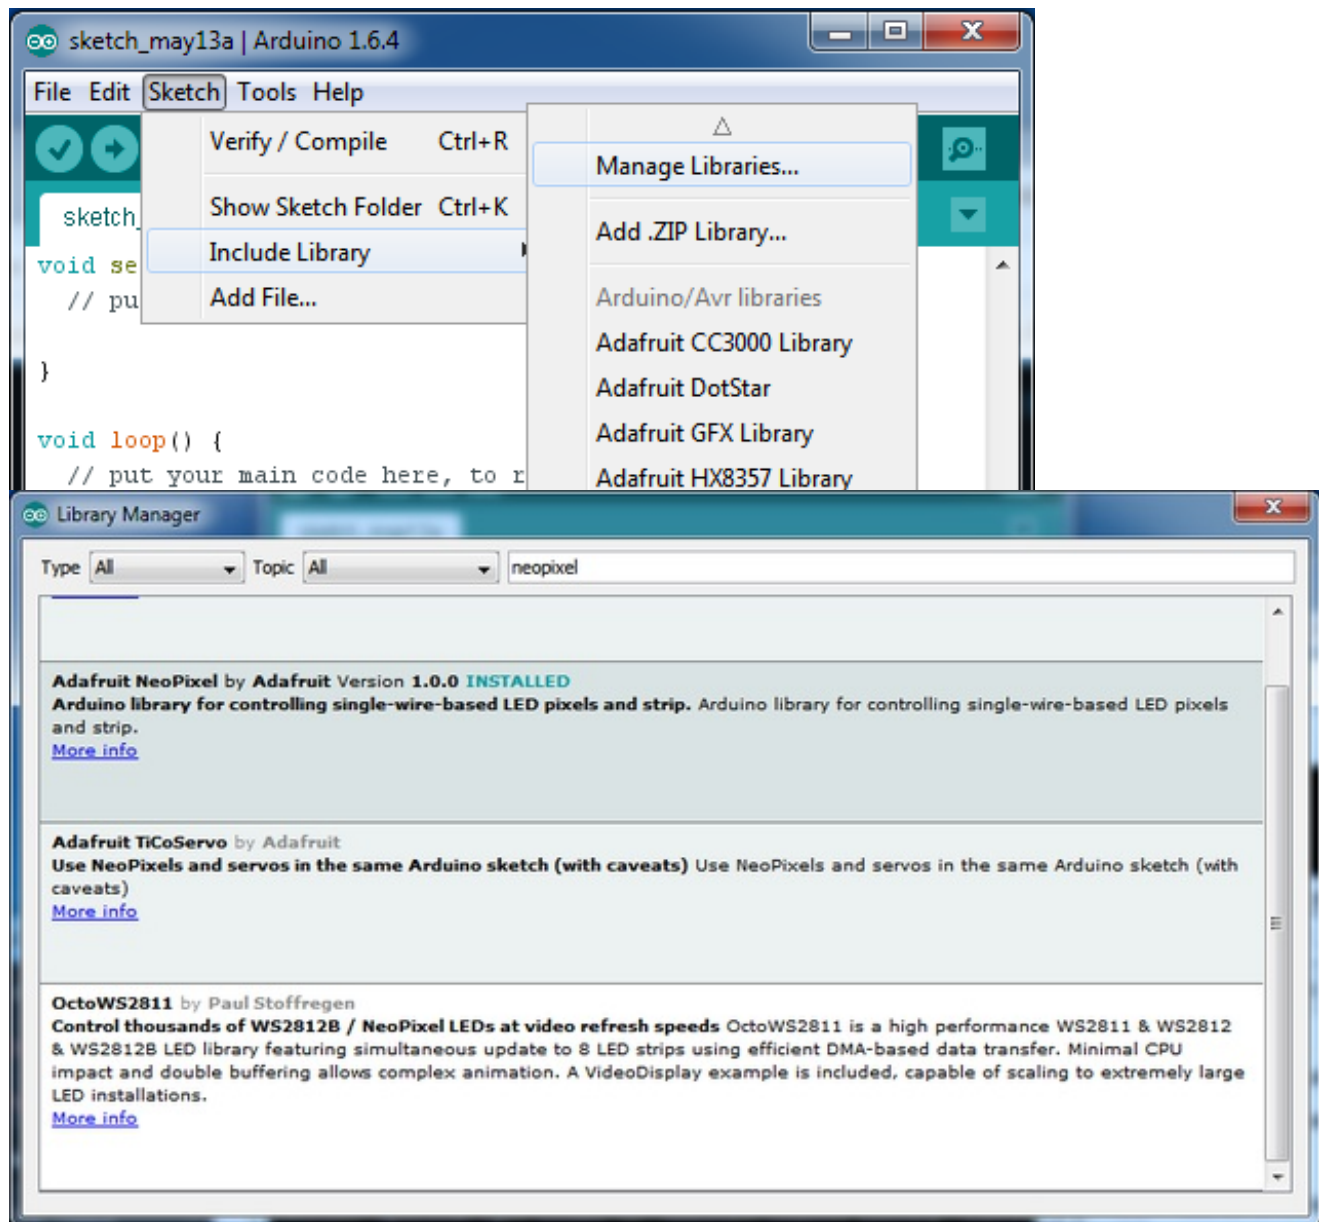 sketch_may13a | Arduino 1.6.4
File Edit Sketch Tools Help
Verify / Compile Ctrl+R
Show Sketch Folder Ctrl+K
Include Library
Add File...
Manage Libraries...
Add .ZIP Library...
Arduino/Avr libraries
Adafruit CC3000 Library
Adafruit DotStar
Adafruit GFX Library
Adafruit HX8357 Library
sketch_
void se
// pu
}
void loop() {
// put your main code here, to r
Library Manager
Type All Topic All neopixel
Adafruit NeoPixel by Adafruit Version 1.0.0 INSTALLED
Arduino library for controlling single-wire-based LED pixels and strip. Arduino library for controlling single-wire-based LED pixels
and strip.
More info
Adafruit TiCoServo by Adafruit
Use NeoPixels and servos in the same Arduino sketch (with caveats) Use NeoPixels and servos in the same Arduino sketch (with
caveats)
More info
OctoWS2811 by Paul Stoffregen
Control thousands of WS2812B / NeoPixel LEDs at video refresh speeds OctoWS2811 is a high performance WS2811 & WS2812
& WS2812B LED library featuring simultaneous update to 8 LED strips using efficient DMA-based data transfer. Minimal CPU
impact and double buffering allows complex animation. A VideoDisplay example is included, capable of scaling to extremely large
LED installations.
More info